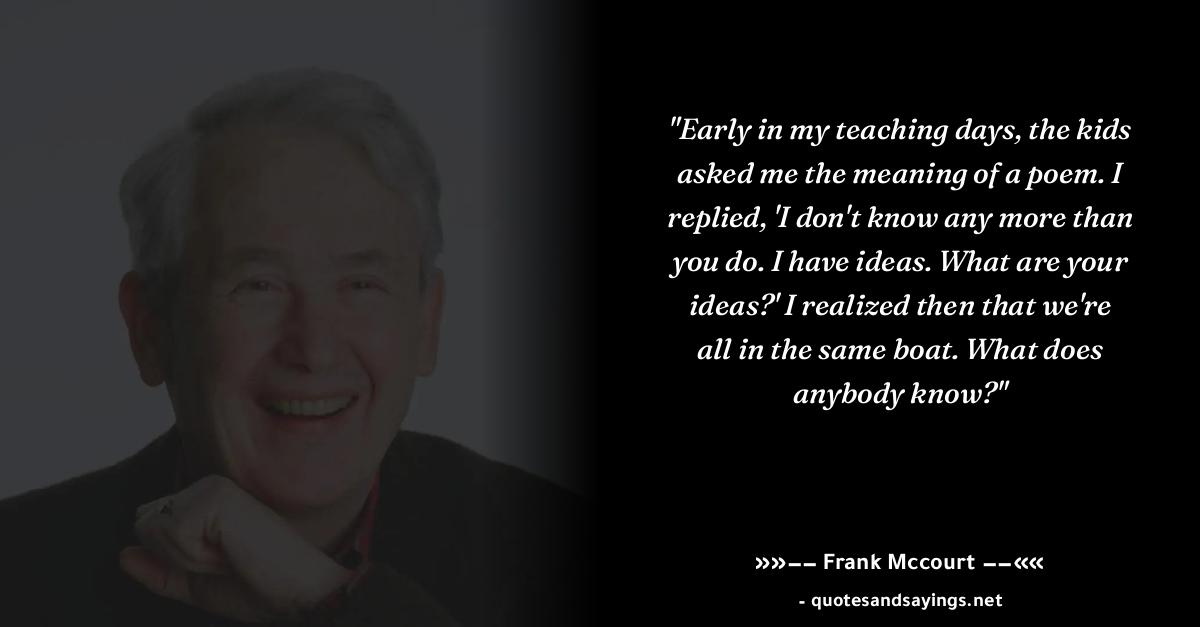 "Early in my teaching days, the kids
asked me the meaning of a poem. I
replied, 'I don't know any more than
you do. I have ideas. What are your
ideas?' I realized then that we're
all in the same boat. What does
anybody know?"
»»–– Frank Mccourt ––««
- quotesandsayings.net